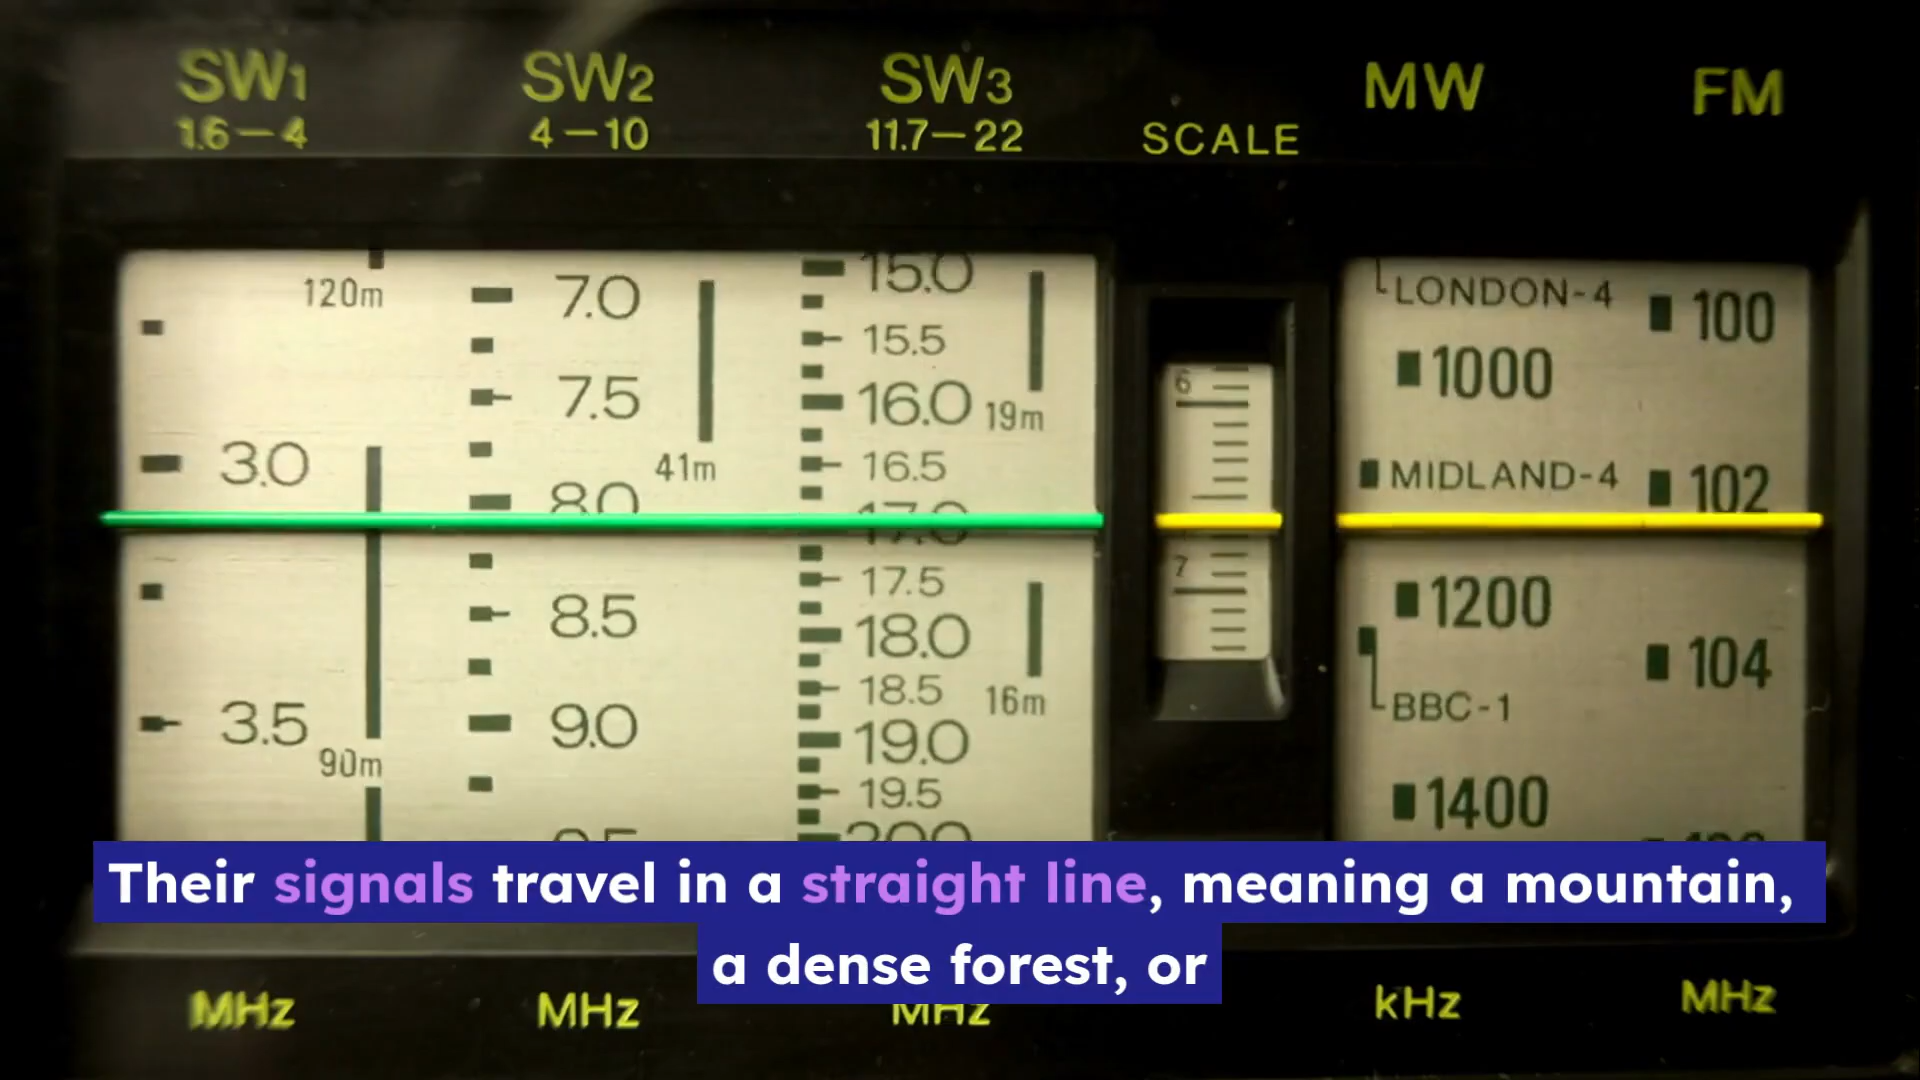 SW1 SW2 SW3 MW FM
1.6–4 4–10 11.7–22 SCALE
120m 7.0 15.0 LONDON-4 100
15.5
7.5 16.0 19m 6 1000
3.0 41m 16.5 MIDLAND-4 102
8.0 17.0
8.5 17.5 7 1200
18.0 104
3.5 9.0 18.5 16m BBC-1
90m 19.0
19.5 1400
Their signals travel in a straight line, meaning a mountain,
a dense forest, or
MHz MHz MHz kHz MHz